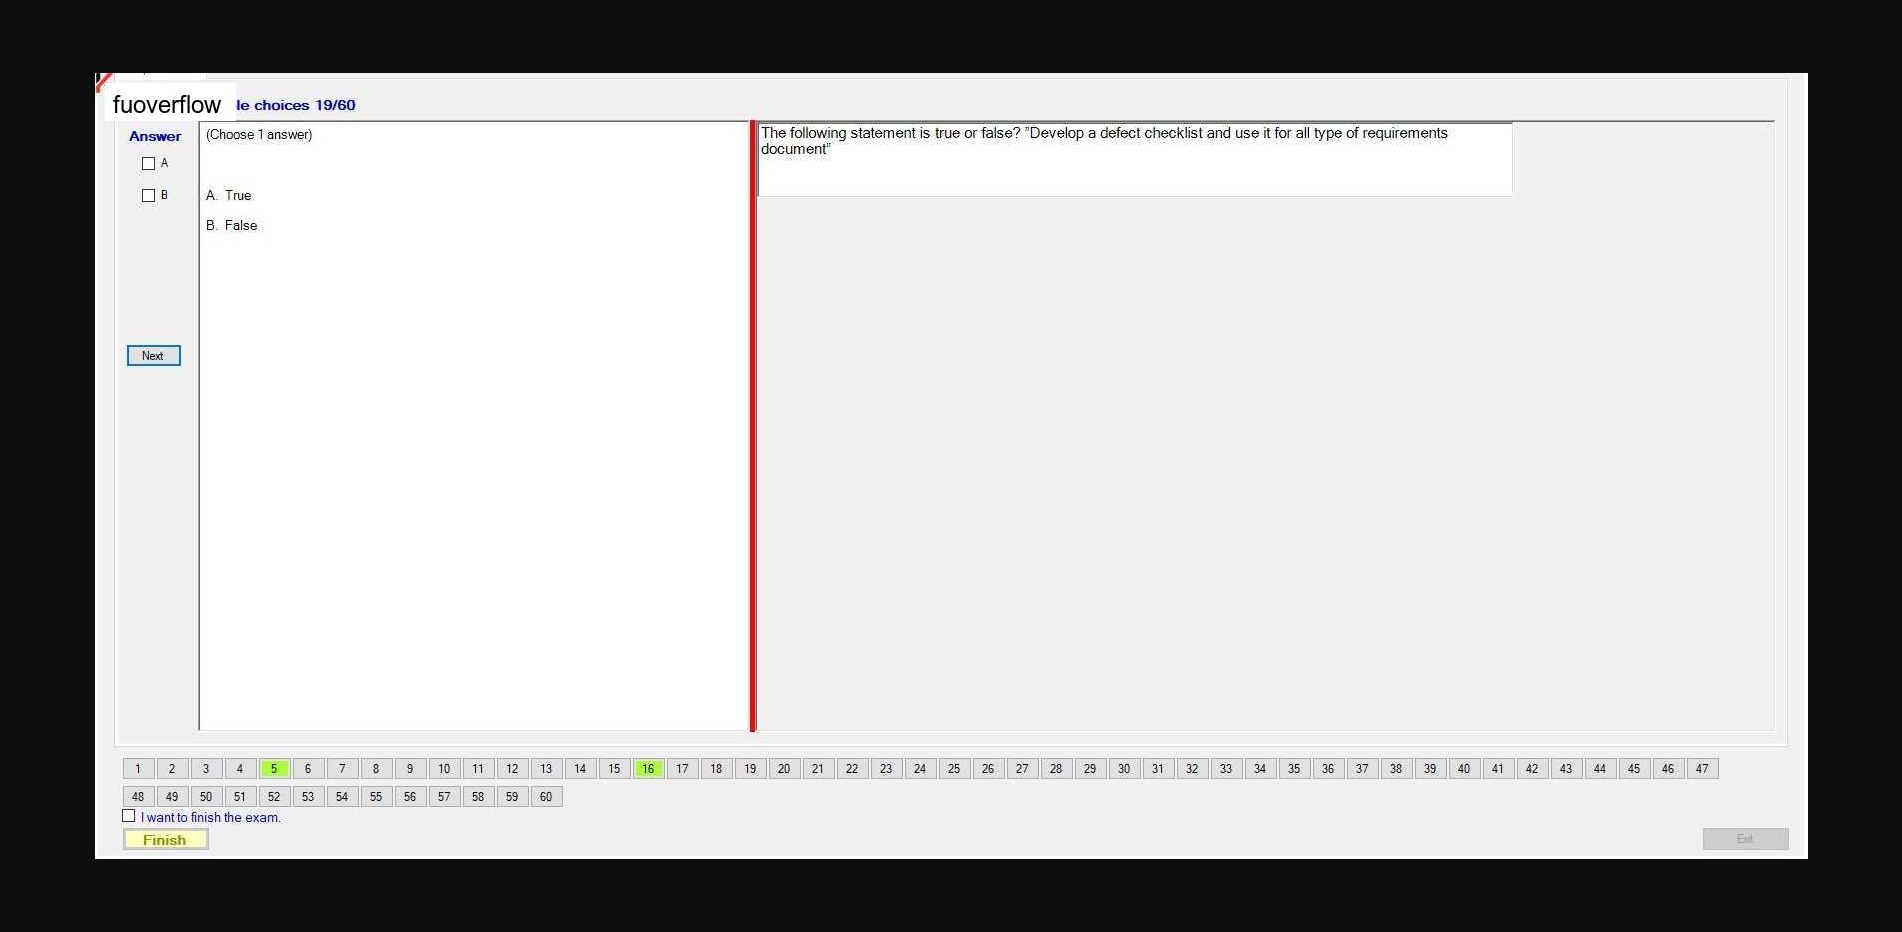 fuoverflow
le choices 19/60
Answer
(Choose 1 answer)
A
B
A. True
B. False
Next
The following statement is true or false? ”Develop a defect checklist and use it for all type of requirements
document”
1 2 3 4 5 6 7 8 9 10 11 12 13 14 15 16 17 18 19 20 21 22 23 24 25 26 27 28 29 30 31 32 33 34 35 36 37 38 39 40 41 42 43 44 45 46 47
48 49 50 51 52 53 54 55 56 57 58 59 60
I want to finish the exam.
Finish
Exit